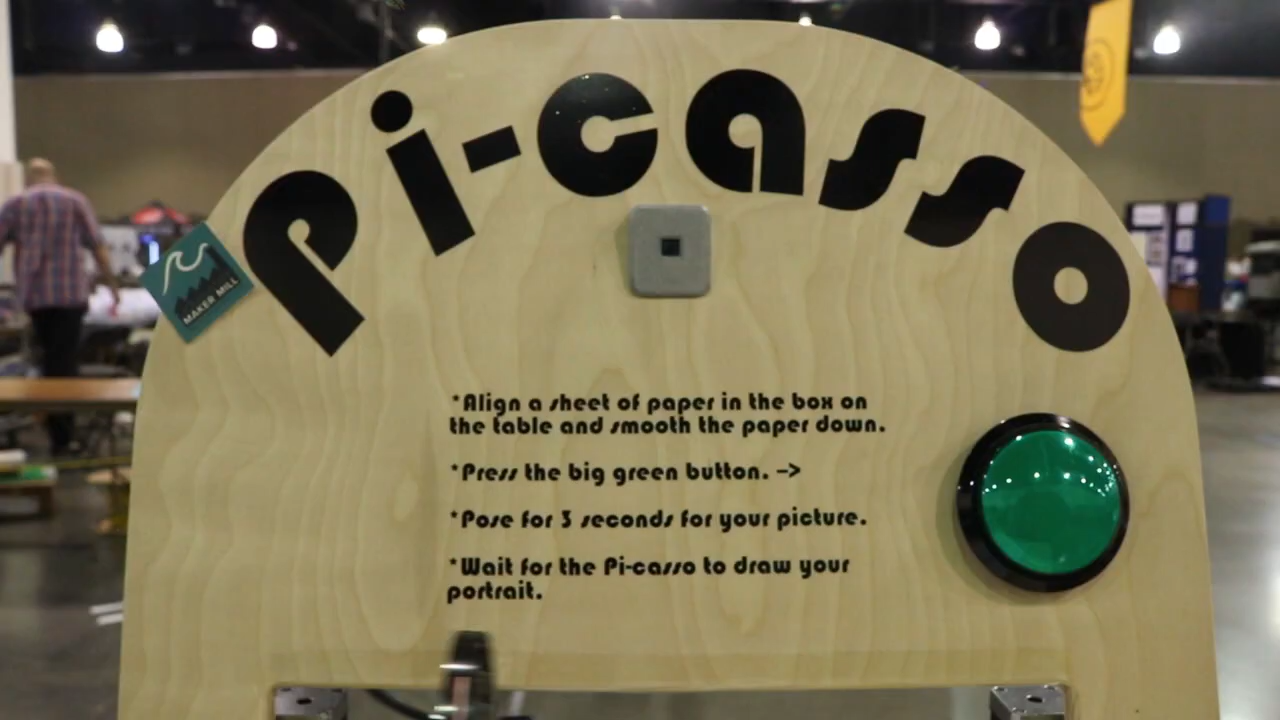 Pi-casso
MAKER MILL
*Align a sheet of paper in the box on
the table and smooth the paper down.
*Press the big green button. ->
*Pose for 3 seconds for your picture.
*Wait for the Pi-casso to draw your
portrait.